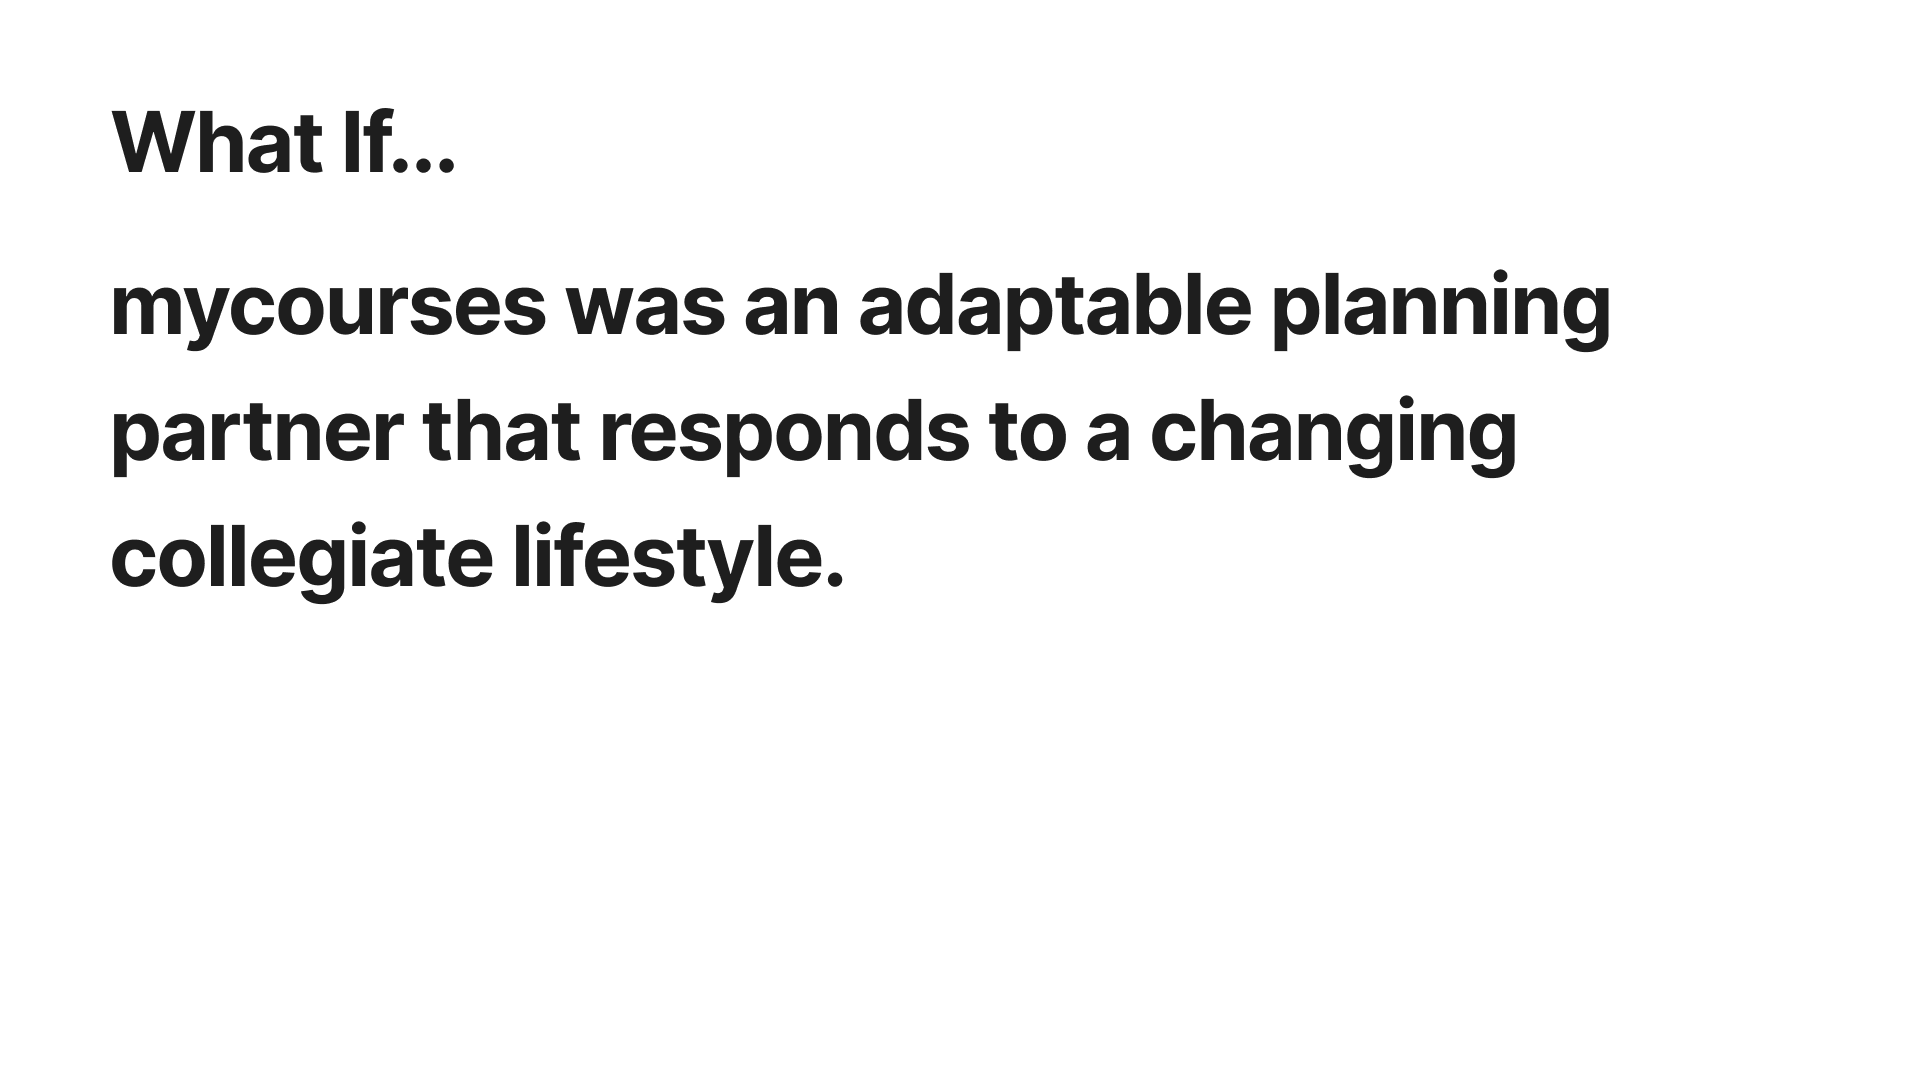 What If...
mycourses was an adaptable planning
partner that responds to a changing
collegiate lifestyle.